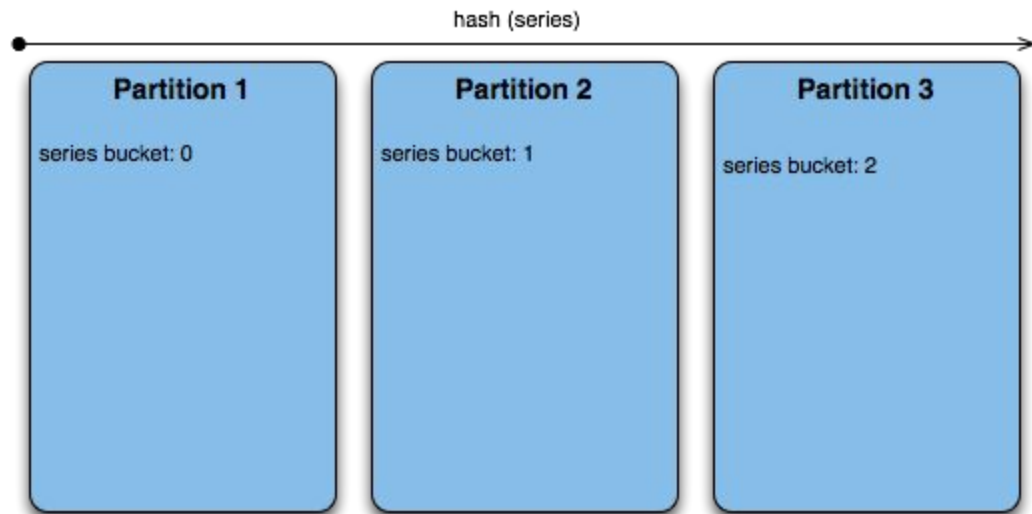 hash (series)
Partition 1
Partition 2
Partition 3
series bucket: 0
series bucket: 1
series bucket: 2